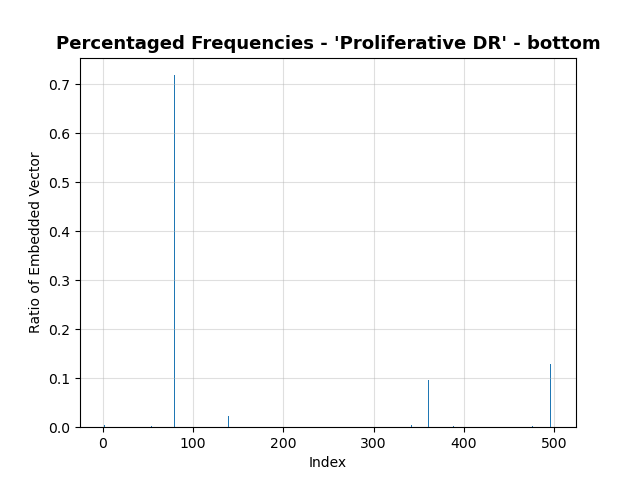 Percentaged Frequencies - 'Proliferative DR' - bottom
Ratio of Embedded Vector
0.7
0.6
0.5
0.4
0.3
0.2
0.1
0.0
0 100 200 300 400 500
Index